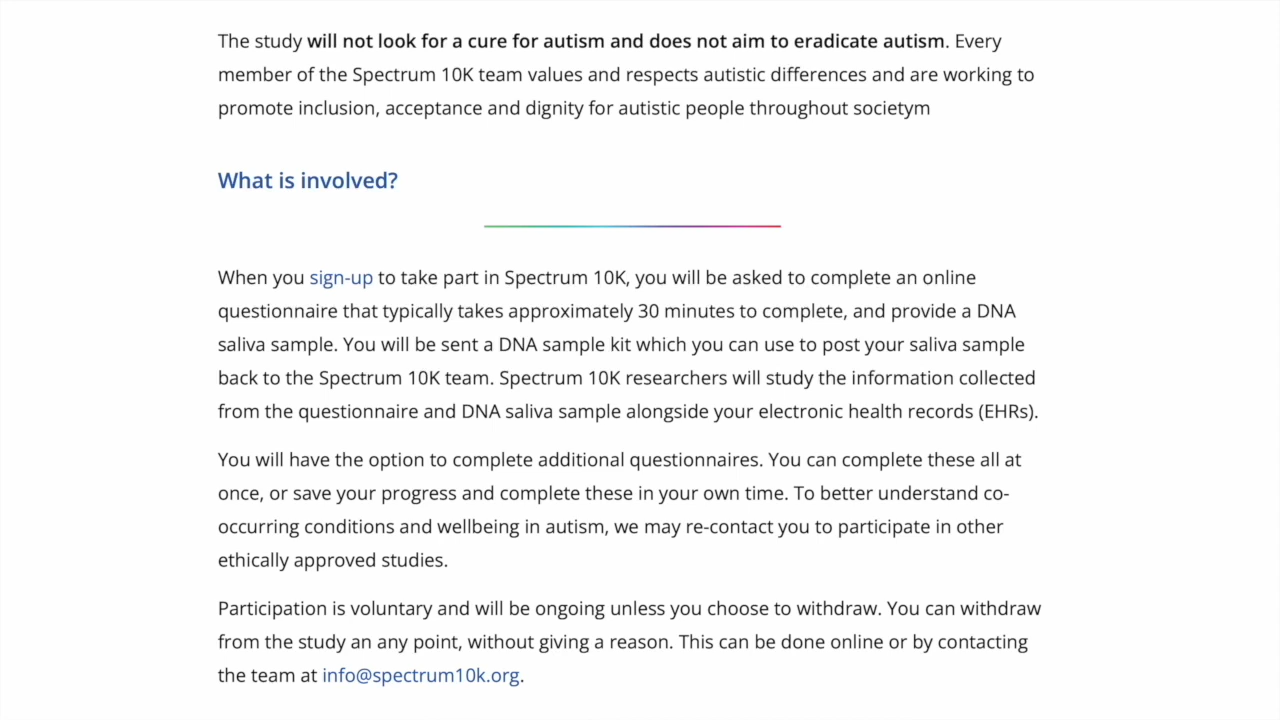 The study will not look for a cure for autism and does not aim to eradicate autism. Every
member of the Spectrum 10K team values and respects autistic differences and are working to
promote inclusion, acceptance and dignity for autistic people throughout societym
What is involved?
When you sign-up to take part in Spectrum 10K, you will be asked to complete an online
questionnaire that typically takes approximately 30 minutes to complete, and provide a DNA
saliva sample. You will be sent a DNA sample kit which you can use to post your saliva sample
back to the Spectrum 10K team. Spectrum 10K researchers will study the information collected
from the questionnaire and DNA saliva sample alongside your electronic health records (EHRs).
You will have the option to complete additional questionnaires. You can complete these all at
once, or save your progress and complete these in your own time. To better understand co-
occurring conditions and wellbeing in autism, we may re-contact you to participate in other
ethically approved studies.
Participation is voluntary and will be ongoing unless you choose to withdraw. You can withdraw
from the study an any point, without giving a reason. This can be done online or by contacting
the team at info@spectrum10k.org.